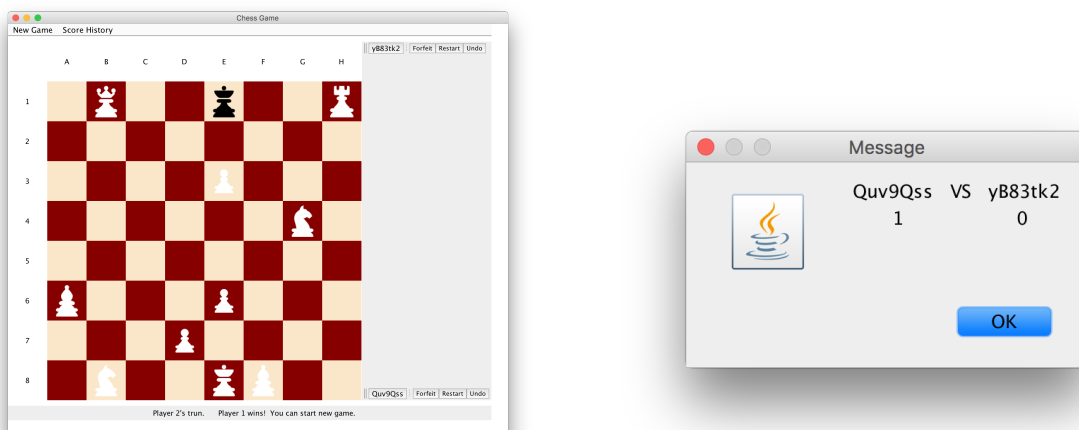 Chess Game
New Game Score History
yB83tk2 Forfeit Restart Undo
A B C D E F G H
1
2
3
4
5
6
7
8
Quv9Qss Forfeit Restart Undo
Player 2's trun. Player 1 wins! You can start new game.
Message
Quv9Qss VS yB83tk2
1 0
OK